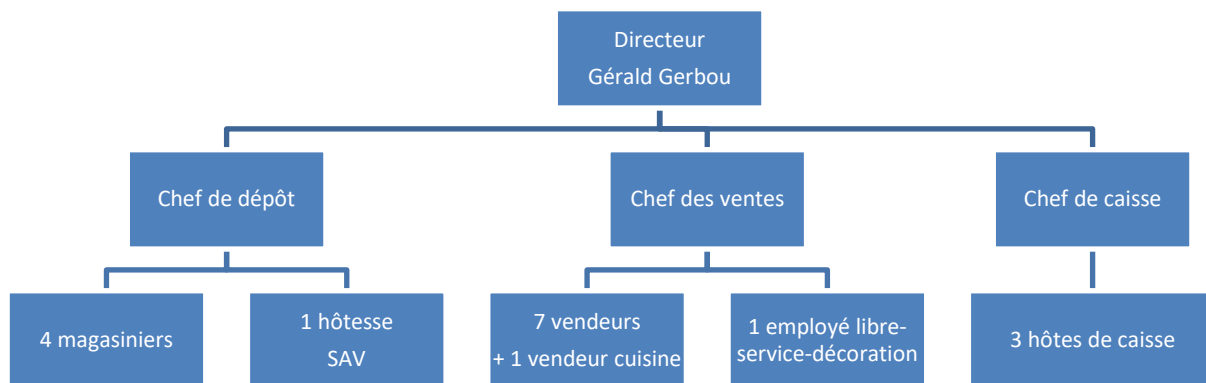 Directeur
Gérald Gerbou
Chef de dépôt
Chef des ventes
Chef de caisse
4 magasiniers
1 hôtesse
SAV
7 vendeurs
+ 1 vendeur cuisine
1 employé libre-
service-décoration
3 hôtes de caisse